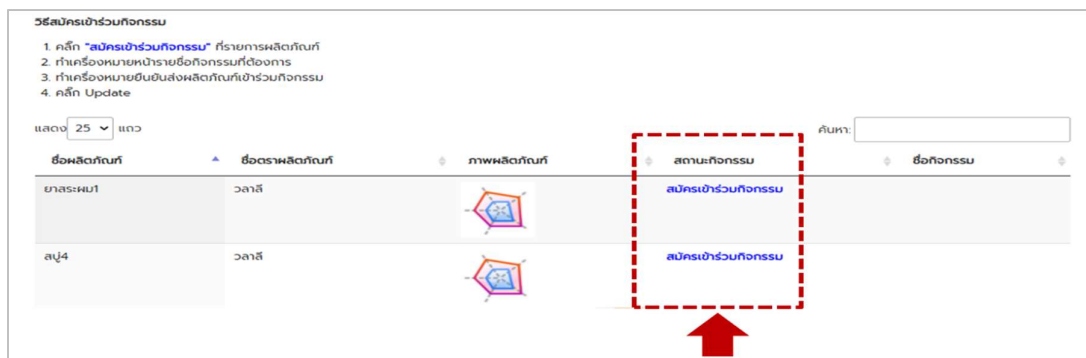 วิธีสมัครเข้าร่วมกิจกรรม
1. คลิ๊ก "สมัครเข้าร่วมกิจกรรม" ที่รายการผลิตภัณฑ์
2. ทำเครื่องหมายหน้ารายชื่อกิจกรรมที่ต้องการ
3. ทำเครื่องหมายยืนยันส่งผลิตภัณฑ์เข้าร่วมกิจกรรม
4. คลิ๊ก Update
แสดง 25 แถว ค้นหา:
ชื่อผลิตภัณฑ์ ชื่อตราผลิตภัณฑ์ ภาพผลิตภัณฑ์ สถานะกิจกรรม ชื่อกิจกรรม
ยาสระผม1 วลาลี สมัครเข้าร่วมกิจกรรม
สบู่4 วลาลี สมัครเข้าร่วมกิจกรรม